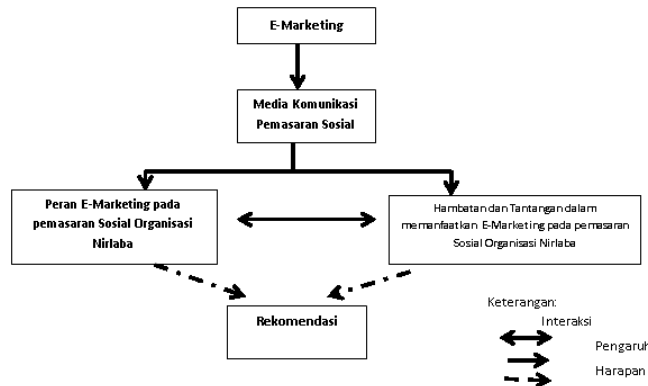 E-Marketing
Media Komunikasi
Pemasaran Sosial
Peran E-Marketing pada
pemasaran Sosial Organisasi
Nirlaba
Hambatan dan Tantangan dalam
memanfaatkan E-Marketing pada pemasaran
Sosial Organisasi Nirlaba
Rekomendasi
Keterangan:
Interaksi
Pengaruh
Harapan